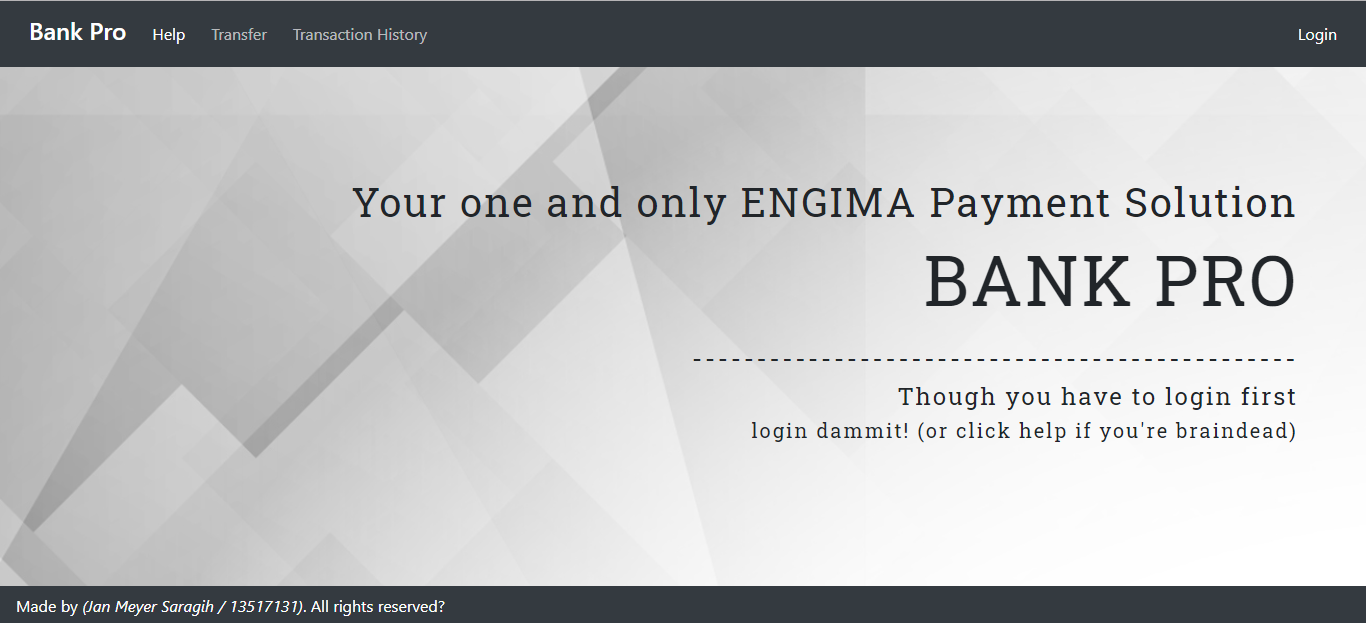 Bank Pro Help Transfer Transaction History Login
Your one and only ENGIMA Payment Solution
BANK PRO
-----------------------------------------------
Though you have to login first
login dammit! (or click help if you're braindead)
Made by (Jan Meyer Saragih / 13517131). All rights reserved?